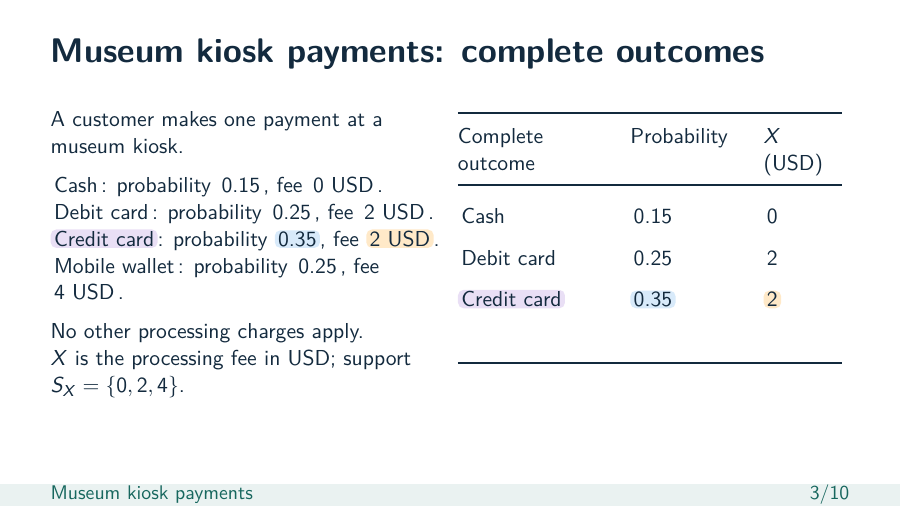 Museum kiosk payments: complete outcomes
A customer makes one payment at a
museum kiosk.
Cash: probability 0.15, fee 0 USD.
Debit card: probability 0.25, fee 2 USD.
Credit card: probability 0.35, fee 2 USD.
Mobile wallet: probability 0.25, fee
4 USD.
No other processing charges apply.
X is the processing fee in USD; support
S_X = {0, 2, 4}.
Complete outcome Probability X (USD)
Cash 0.15 0
Debit card 0.25 2
Credit card 0.35 2
Museum kiosk payments 3/10